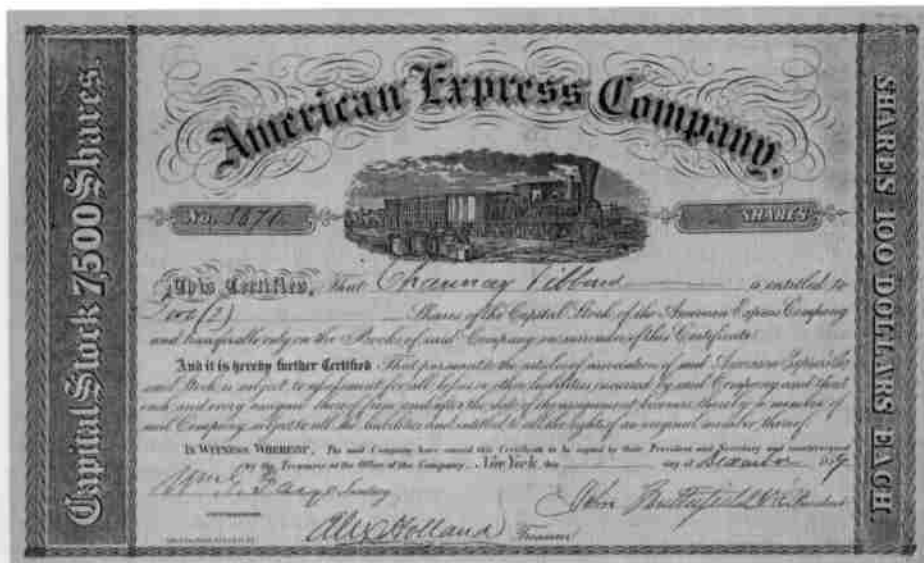 Capital Stock 7,500 Shares.
American Express Company.
No.
SHARES
This Certifies, That Chauncey Vibbard is entitled to
Two (2) Shares of the Capital Stock of the American Express Company
and transferable only on the Books of said Company on surrender of this Certificate.
And it is hereby further Certified That pursuant to the articles of association of said American Express Co.
said Stock is subject to assessment for all losses or other liabilities incurred by said Company and that
each and every assignee thereof from and after the date of the assignment becomes thereby a member of
said Company subject to all the liabilities and entitled to all the rights of an original member thereof.
IN WITNESS WHEREOF, The said Company have caused this Certificate to be signed by their President and Secretary and countersigned
by the Treasurer at the Office of the Company. New York, this day of December
Secretary
John Butterfield V. President
Alex Holland Treasurer
SHARES 100 DOLLARS EACH.